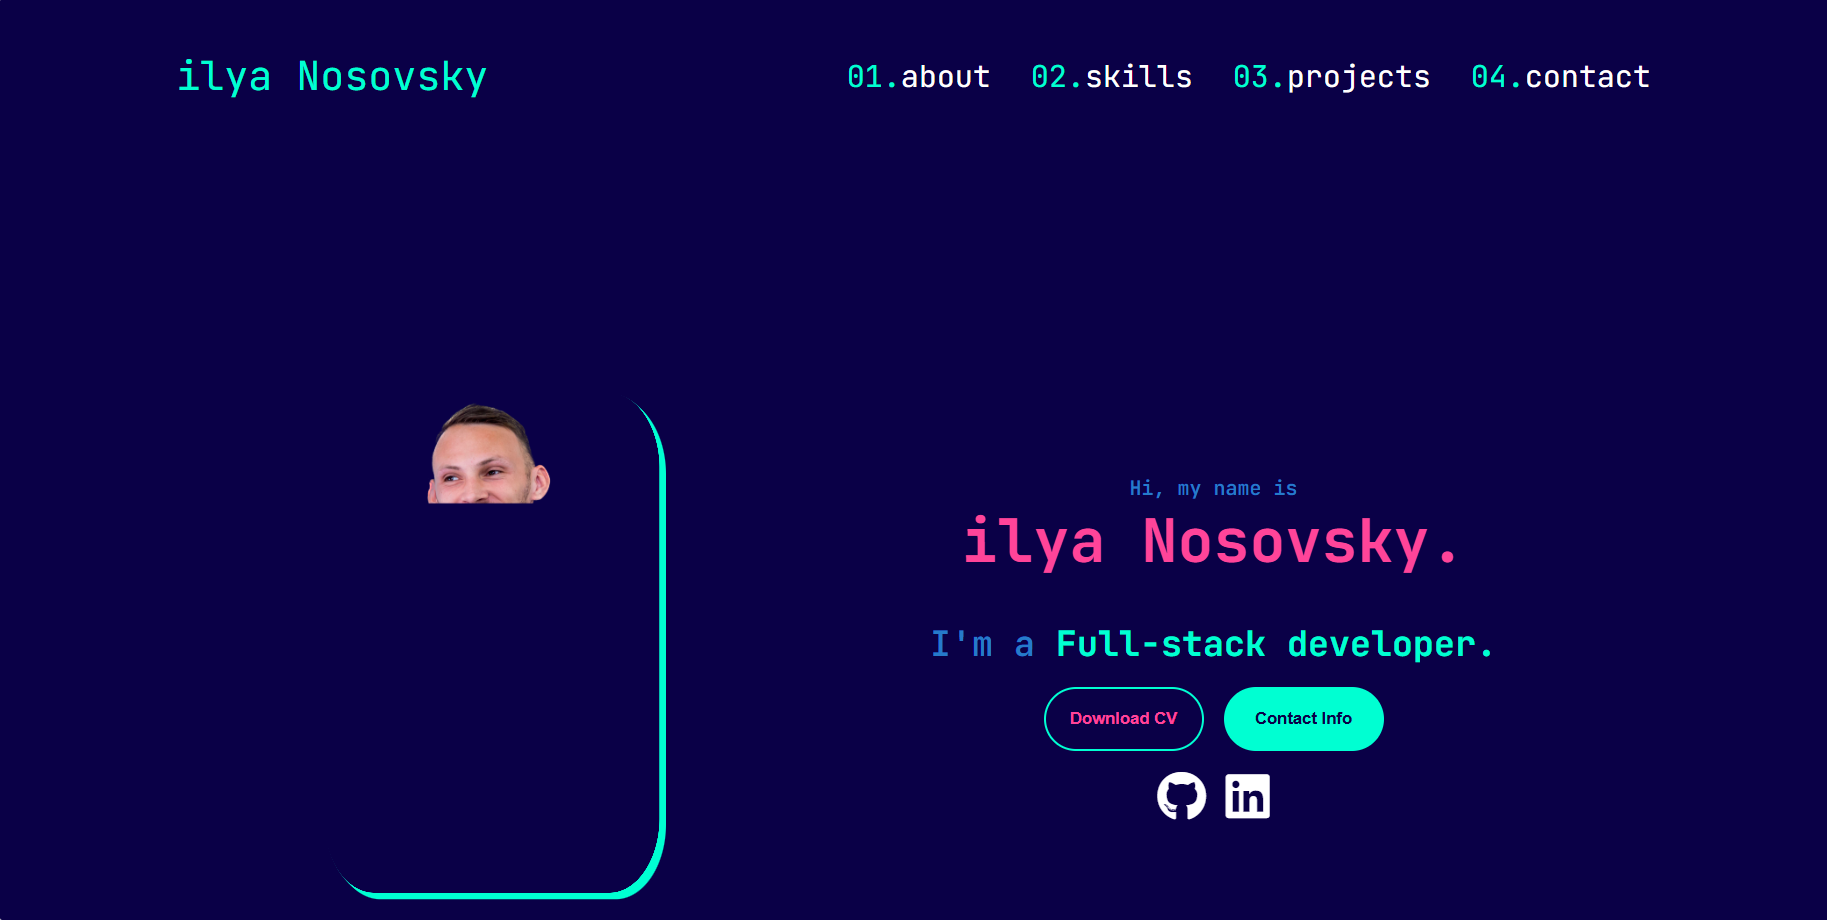 ilya Nosovsky
01.about 02.skills 03.projects 04.contact
Hi, my name is
ilya Nosovsky.
I'm a Full-stack developer.
Download CV
Contact Info
in